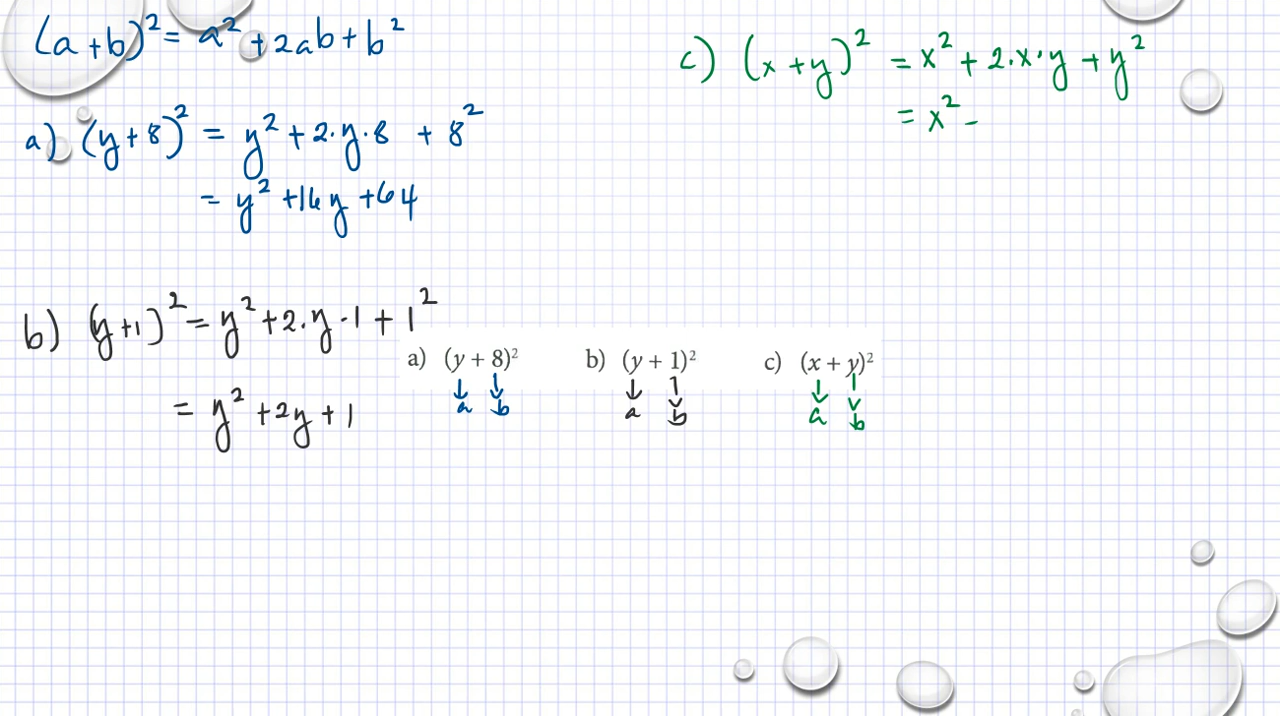 (a+b)² = a² + 2ab + b²
a) (y+8)² = y² + 2·y·8 + 8²
= y² + 16y + 64
b) (y+1)² = y² + 2·y·1 + 1²
= y² + 2y + 1
c) (x+y)² = x² + 2·x·y + y²
= x² -
a) (y + 8)² b) (y + 1)² c) (x + y)²
↓ ↓ ↓ ↓ ↓ ↓
a b a b a b